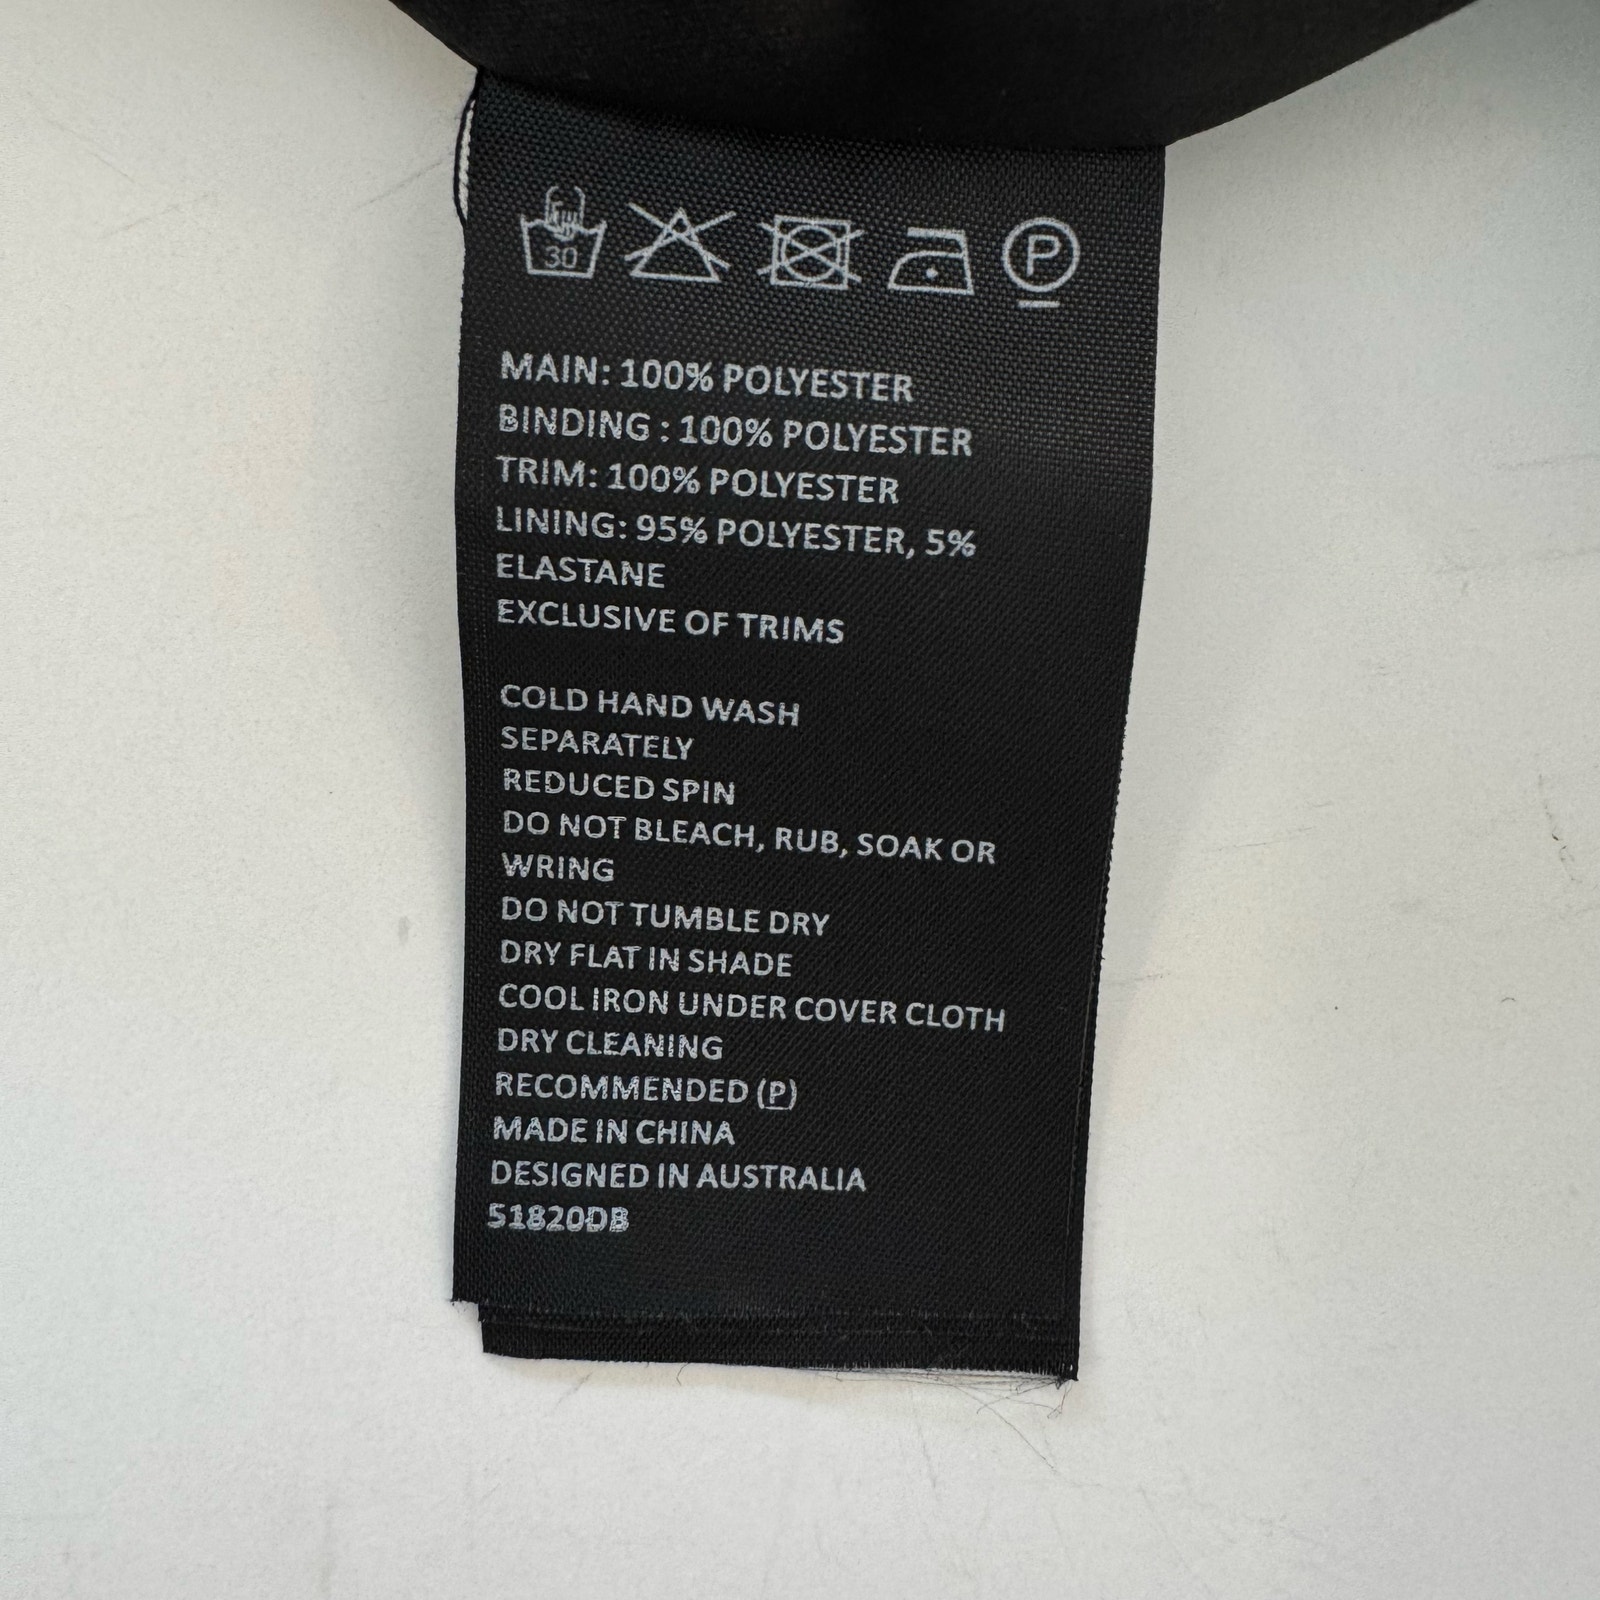 30
P
MAIN: 100% POLYESTER
BINDING : 100% POLYESTER
TRIM: 100% POLYESTER
LINING: 95% POLYESTER, 5%
ELASTANE
EXCLUSIVE OF TRIMS
COLD HAND WASH
SEPARATELY
REDUCED SPIN
DO NOT BLEACH, RUB, SOAK OR
WRING
DO NOT TUMBLE DRY
DRY FLAT IN SHADE
COOL IRON UNDER COVER CLOTH
DRY CLEANING
RECOMMENDED (P)
MADE IN CHINA
DESIGNED IN AUSTRALIA
51820DB